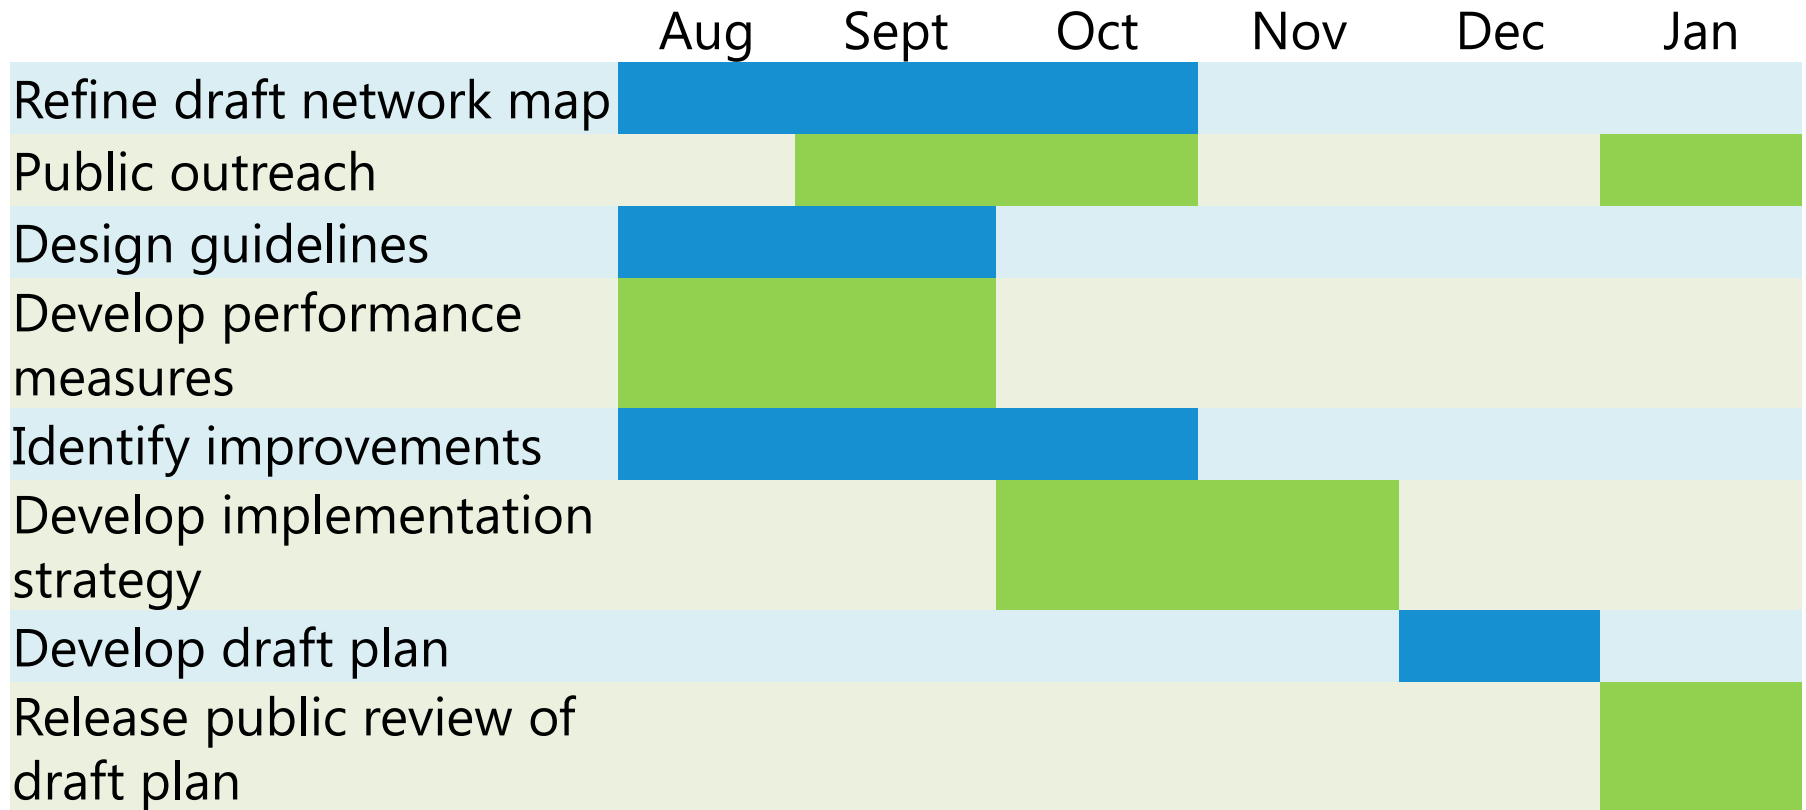 Aug Sept Oct Nov Dec Jan
Refine draft network map
Public outreach
Design guidelines
Develop performance
measures
Identify improvements
Develop implementation
strategy
Develop draft plan
Release public review of
draft plan